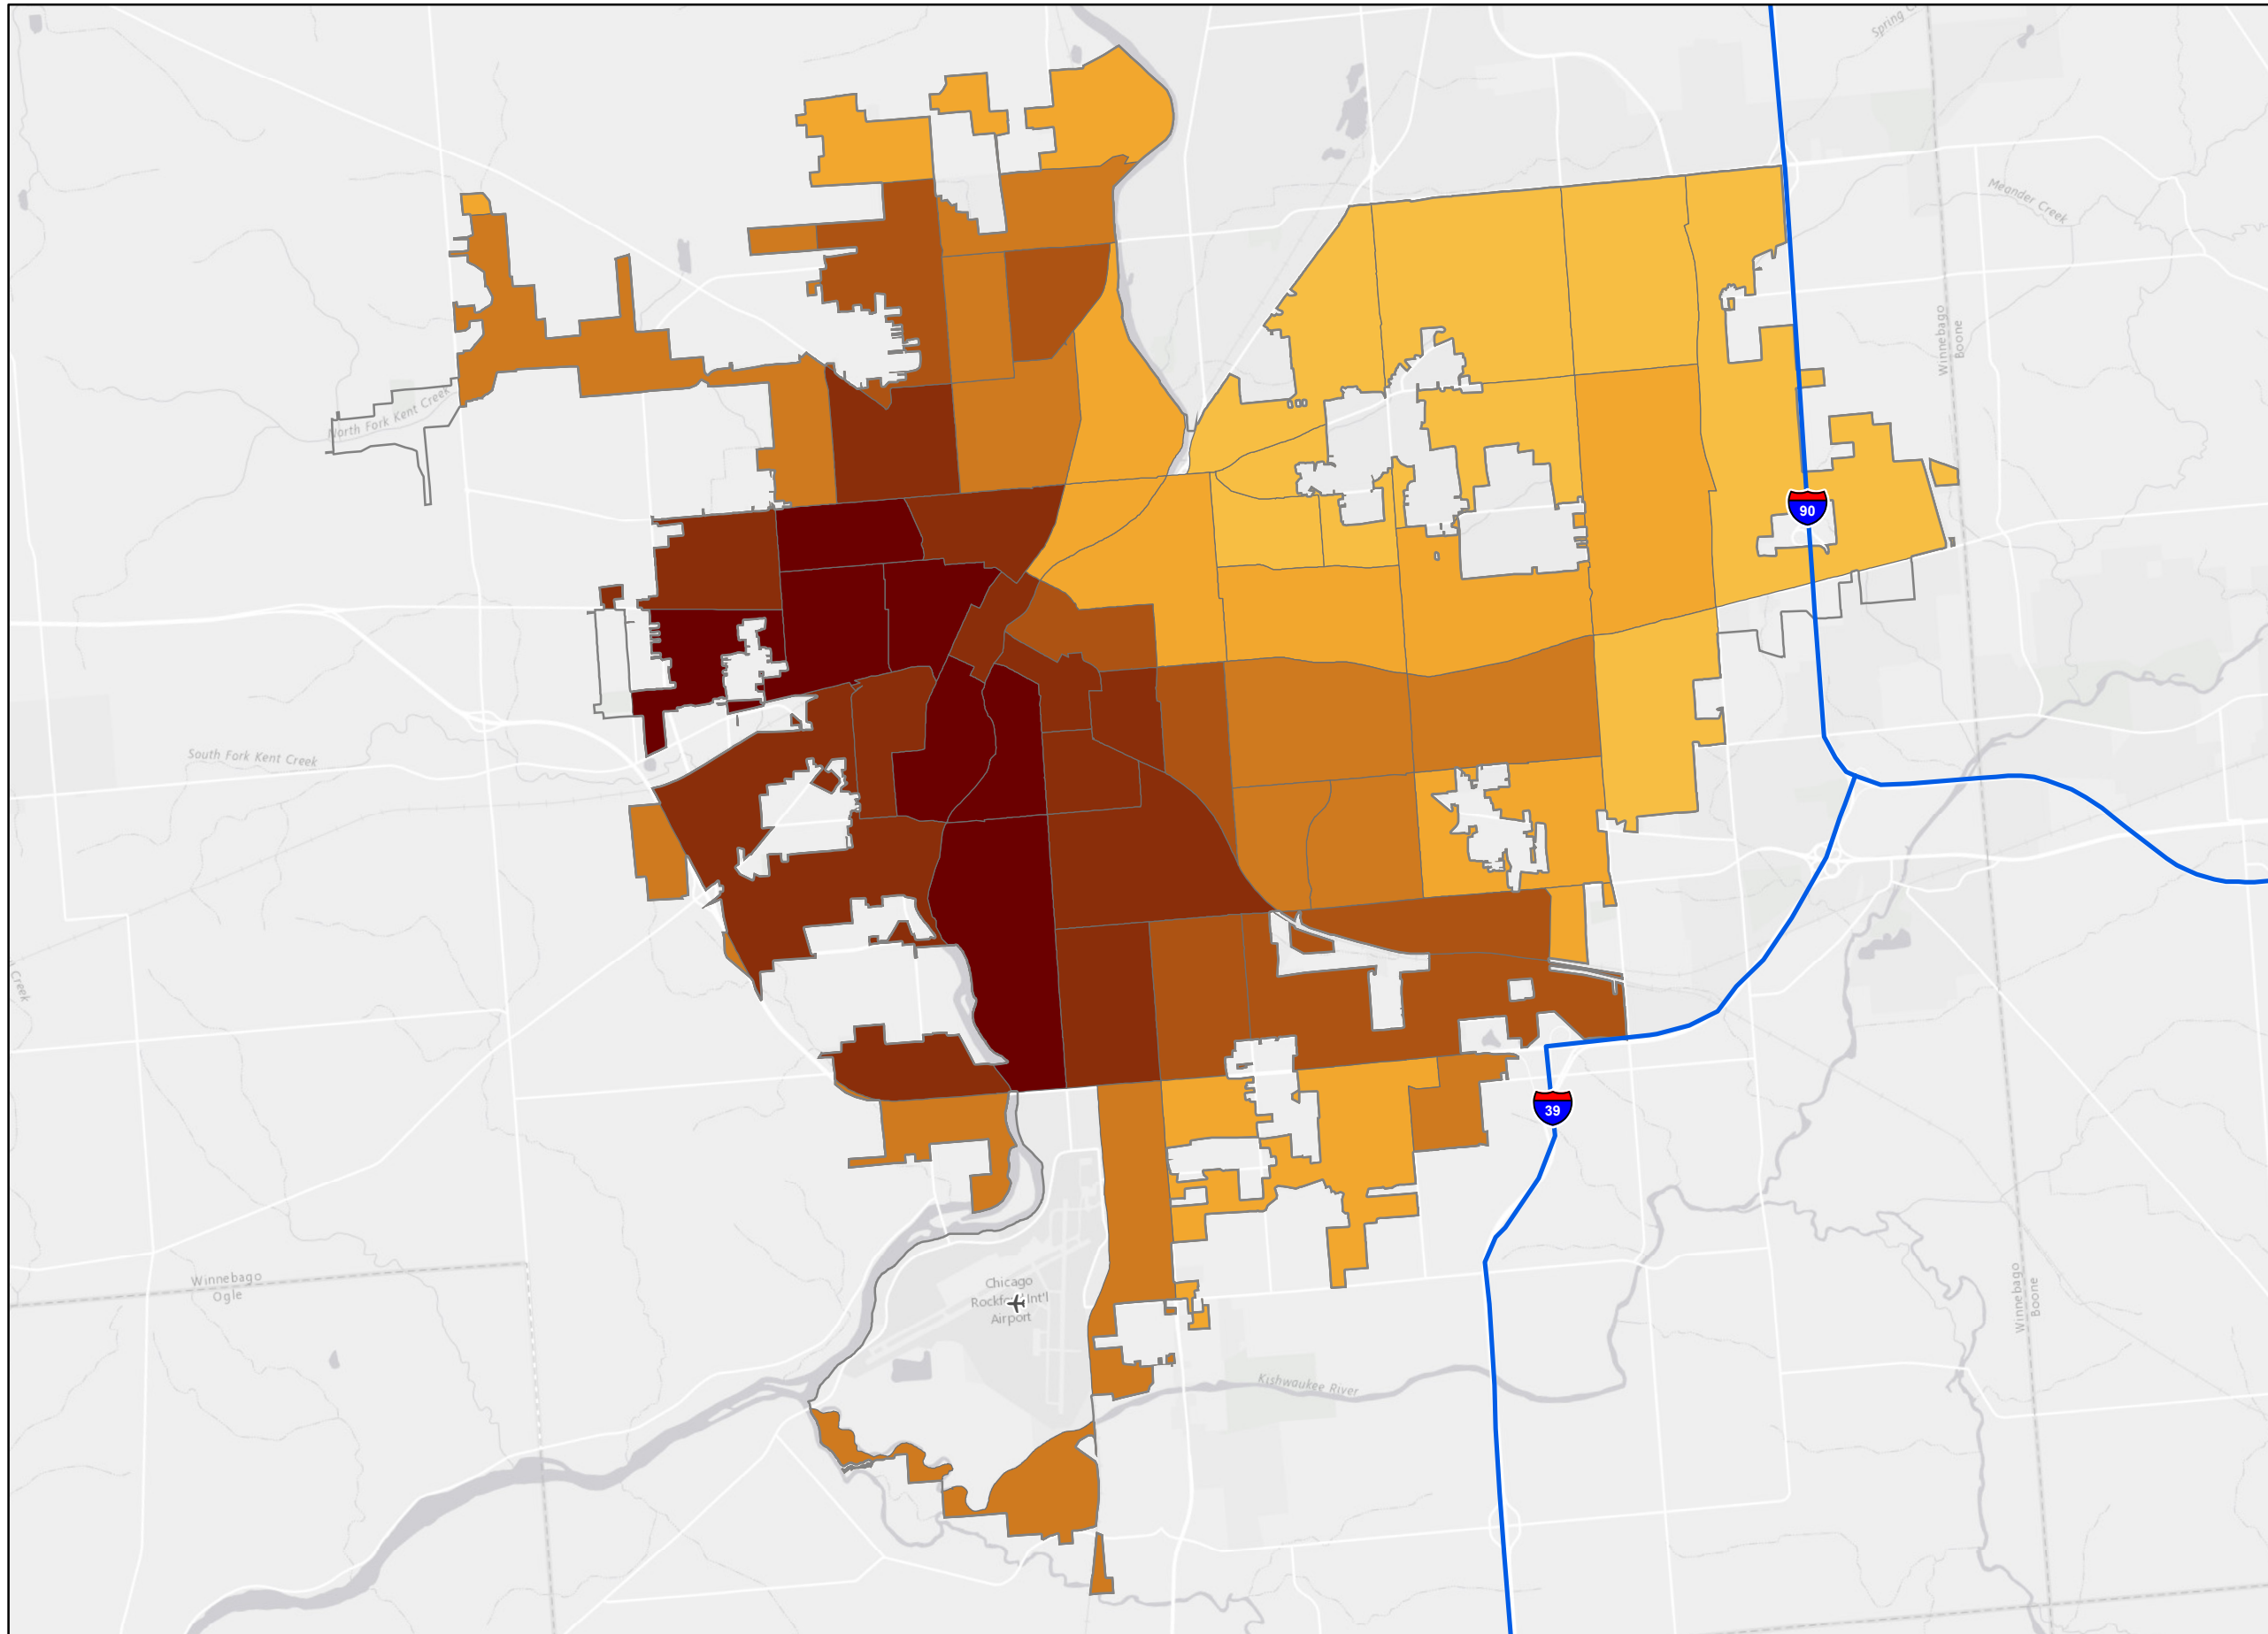 Spring C
Meander Creek
Winnebago
Boone
North Fork Kent Creek
90
South Fork Kent Creek
Creek
39
Winnebago
Ogle
Chicago
Rockford Int'l
Airport
Winnebago
Boone
Kishwaukee River